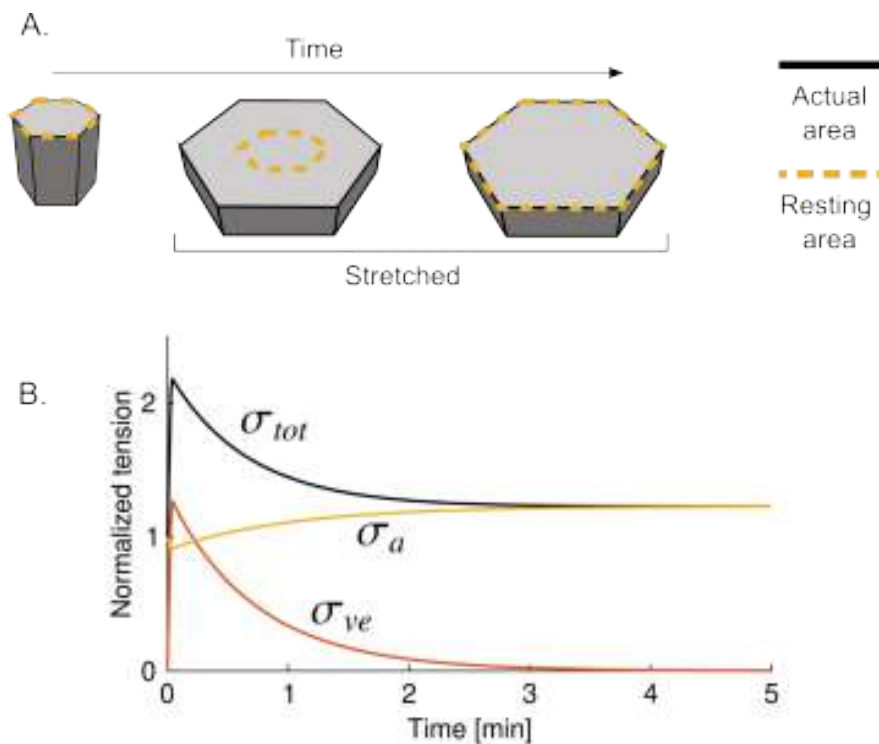 A.
Time
Actual
area
Resting
area
Stretched
B.
Normalized tension
2
1
0
σtot
σa
σve
0 1 2 3 4 5
Time [min]